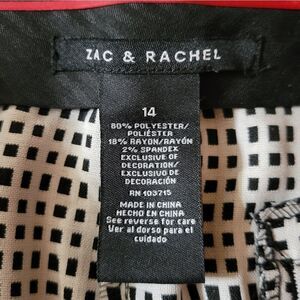 ZAC & RACHEL
14
80% POLYESTER/
POLIÉSTER
18% RAYON/RAYÓN
2% SPANDEX
EXCLUSIVE OF
DECORATION/
EXCLUSIVO DE
DECORACIÓN
RN 103715
MADE IN CHINA
HECHO EN CHINA
See reverse for care
Ver al dorso para el
cuidado